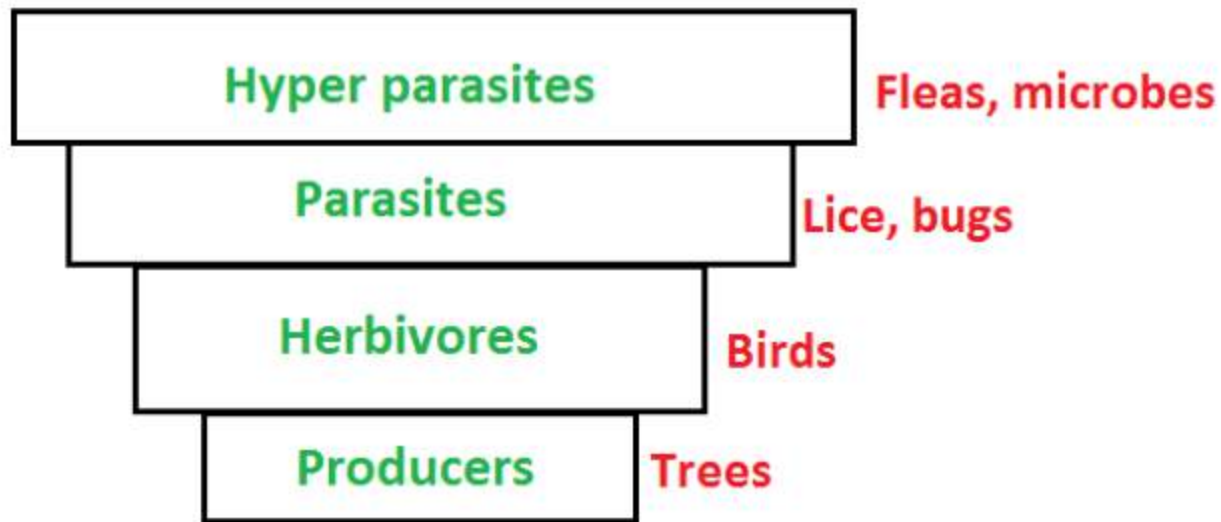 Hyper parasites
Fleas, microbes
Parasites
Lice, bugs
Herbivores
Birds
Producers
Trees